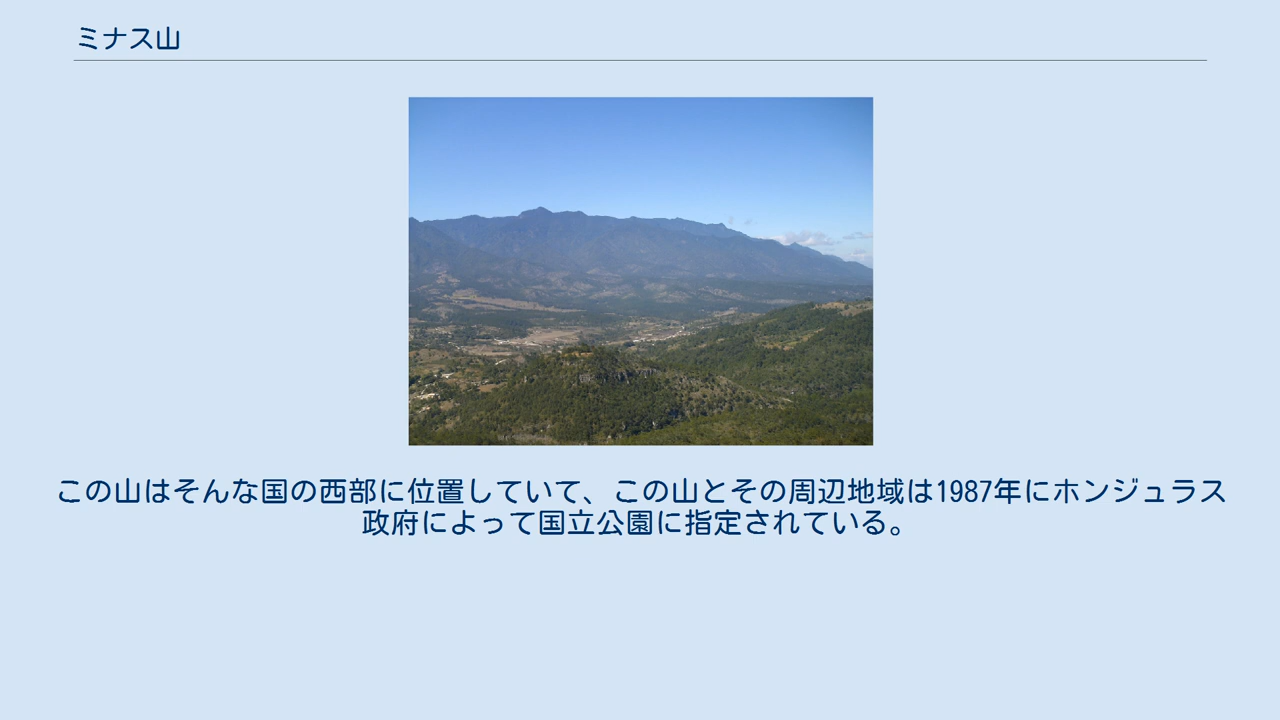 ミナス山
この山はそんな国の西部に位置していて、この山とその周辺地域は1987年にホンジュラス
政府によって国立公園に指定されている。